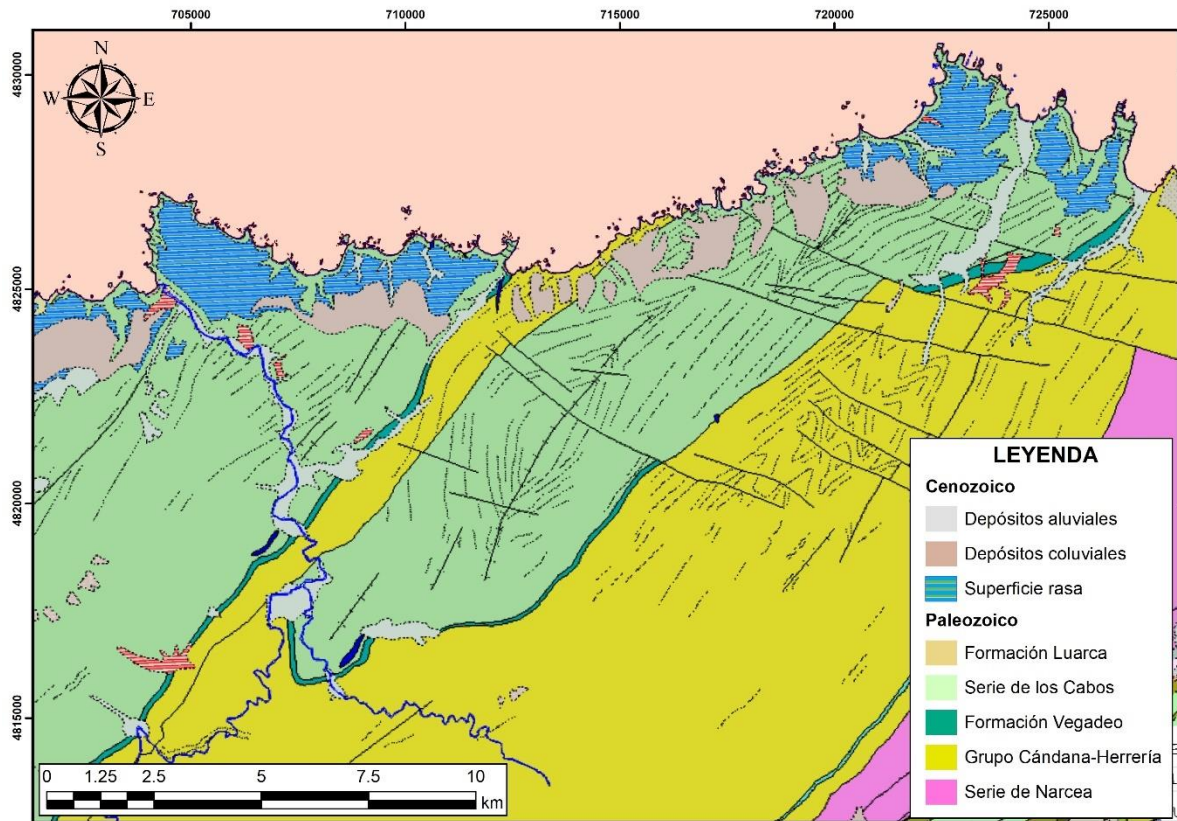 705000 710000 715000 720000 725000
4830000
4825000
4820000
4815000
N
W E
S
LEYENDA
Cenozoico
Depósitos aluviales
Depósitos coluviales
Superficie rasa
Paleozoico
Formación Luarca
Serie de los Cabos
Formación Vegadeo
Grupo Cándana-Herrería
Serie de Narcea
0 1.25 2.5 5 7.5 10
km